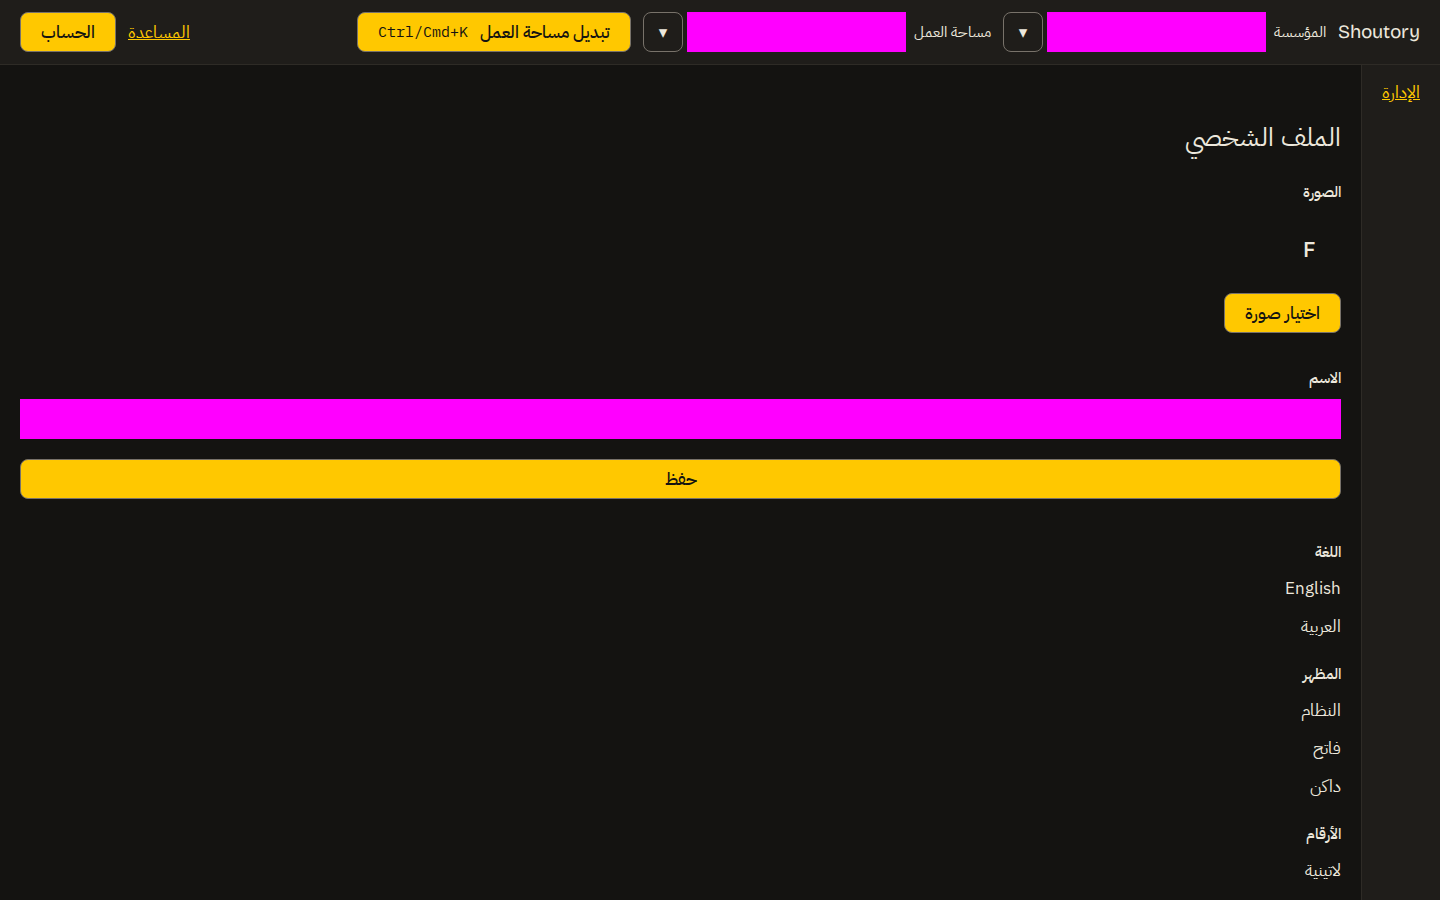 Shoutory المؤسسة ▼ مساحة العمل ▼ تبديل مساحة العمل Ctrl/Cmd+K المساعدة الحساب
الإدارة
الملف الشخصي
الصورة
F
اختيار صورة
الاسم
حفظ
اللغة
English
العربية
المظهر
النظام
فاتح
داكن
الأرقام
لاتينية